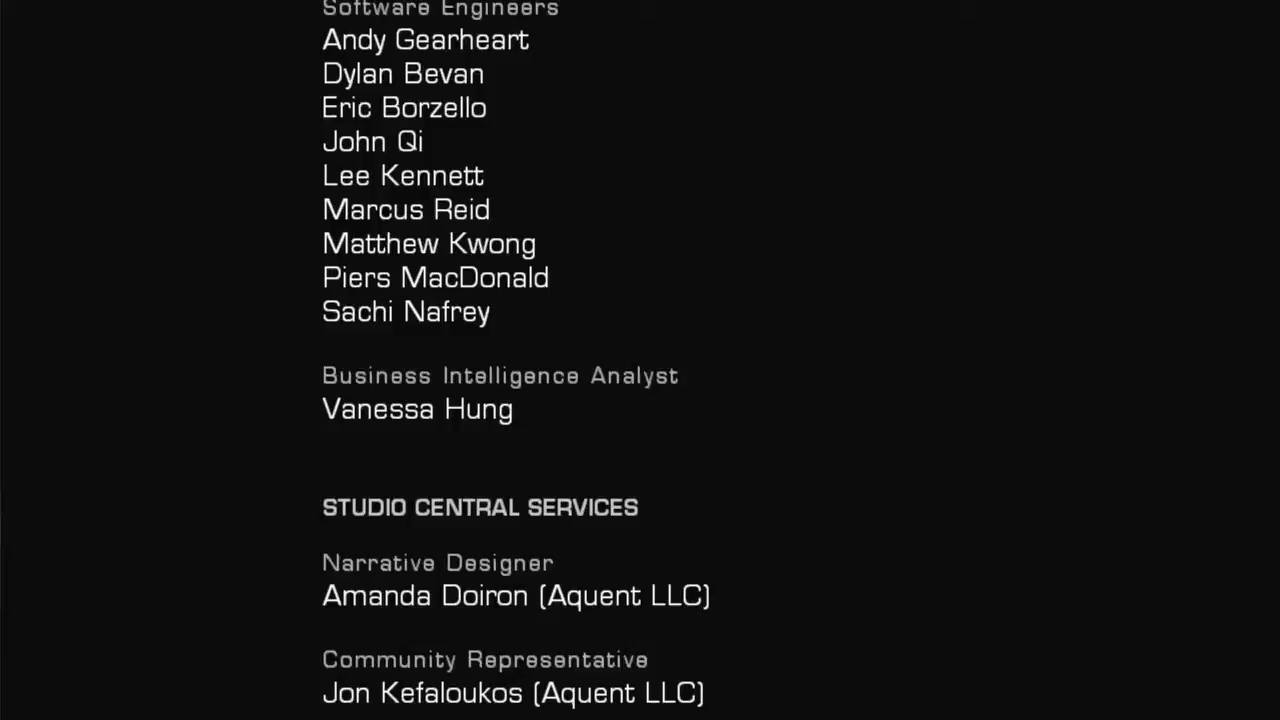 Software Engineers
Andy Gearheart
Dylan Bevan
Eric Borzello
John Qi
Lee Kennett
Marcus Reid
Matthew Kwong
Piers MacDonald
Sachi Nafrey
Business Intelligence Analyst
Vanessa Hung
STUDIO CENTRAL SERVICES
Narrative Designer
Amanda Doiron (Aquent LLC)
Community Representative
Jon Kefaloukos (Aquent LLC)